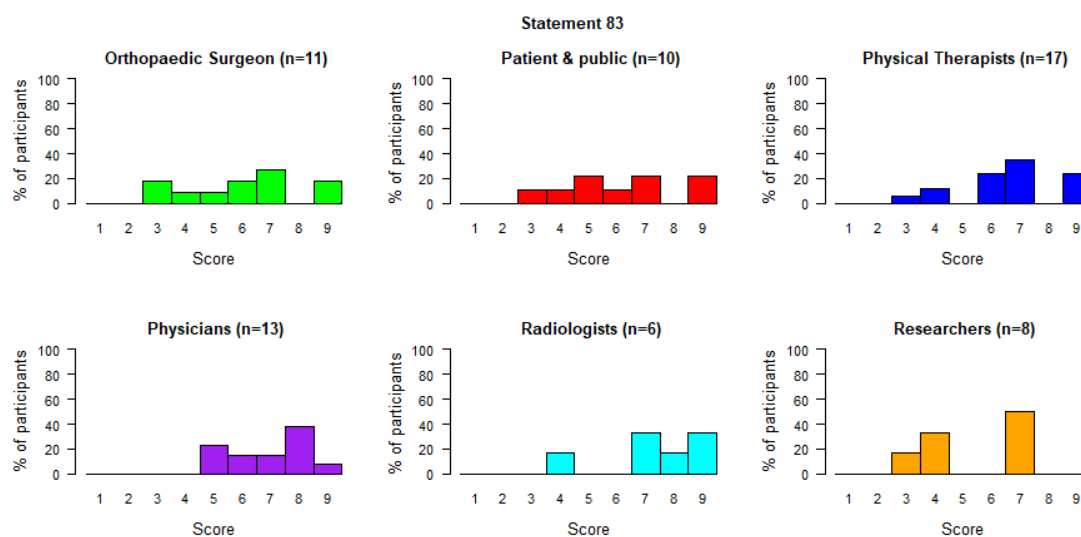 Statement 83
Orthopaedic Surgeon (n=11)
Patient & public (n=10)
Physical Therapists (n=17)
% of participants
100
80
60
40
20
0
1 2 3 4 5 6 7 8 9
Score
% of participants
100
80
60
40
20
0
1 2 3 4 5 6 7 8 9
Score
% of participants
100
80
60
40
20
0
1 2 3 4 5 6 7 8 9
Score
Physicians (n=13)
Radiologists (n=6)
Researchers (n=8)
% of participants
100
80
60
40
20
0
1 2 3 4 5 6 7 8 9
Score
% of participants
100
80
60
40
20
0
1 2 3 4 5 6 7 8 9
Score
% of participants
100
80
60
40
20
0
1 2 3 4 5 6 7 8 9
Score